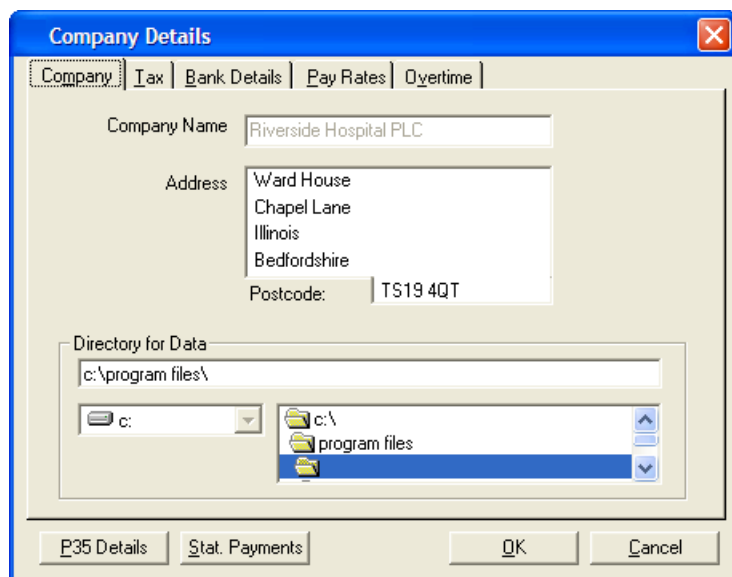 Company Details
Company Tax Bank Details Pay Rates Overtime
Company Name Riverside Hospital PLC
Address Ward House
Chapel Lane
Illinois
Bedfordshire
Postcode: TS19 4QT
Directory for Data
c:\program files\
c: c:\
program files
P35 Details Stat. Payments OK Cancel